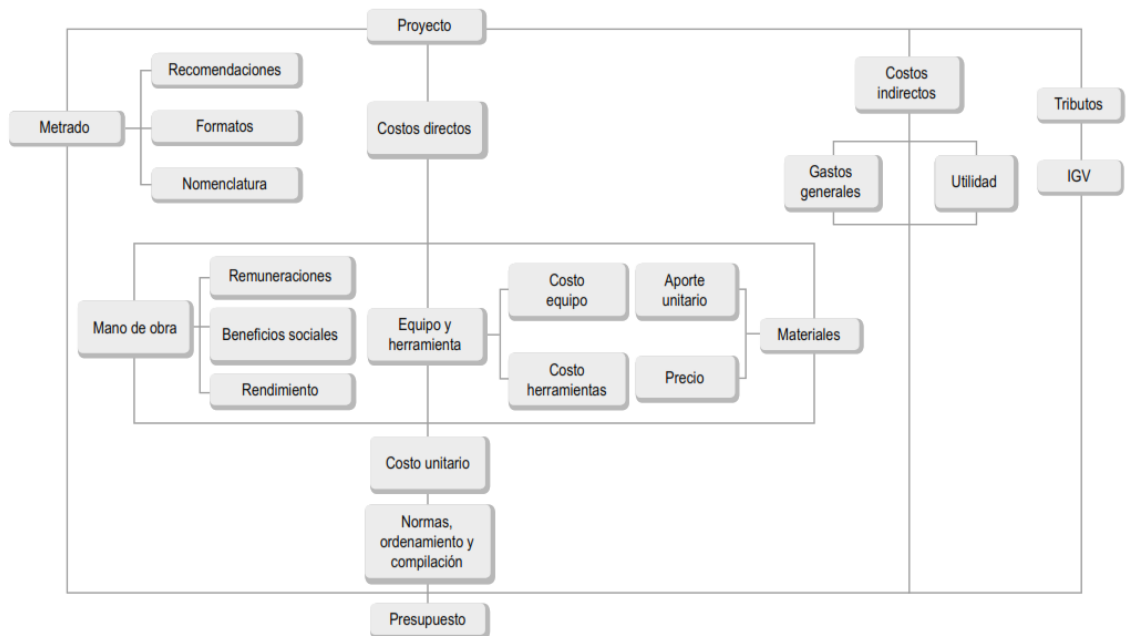 Proyecto
Recomendaciones
Metrado
Formatos
Nomenclatura
Costos directos
Costos
indirectos
Gastos
generales
Utilidad
Tributos
IGV
Mano de obra
Remuneraciones
Beneficios sociales
Rendimiento
Equipo y
herramienta
Costo
equipo
Costo
herramientas
Aporte
unitario
Precio
Materiales
Costo unitario
Normas,
ordenamiento y
compilación
Presupuesto